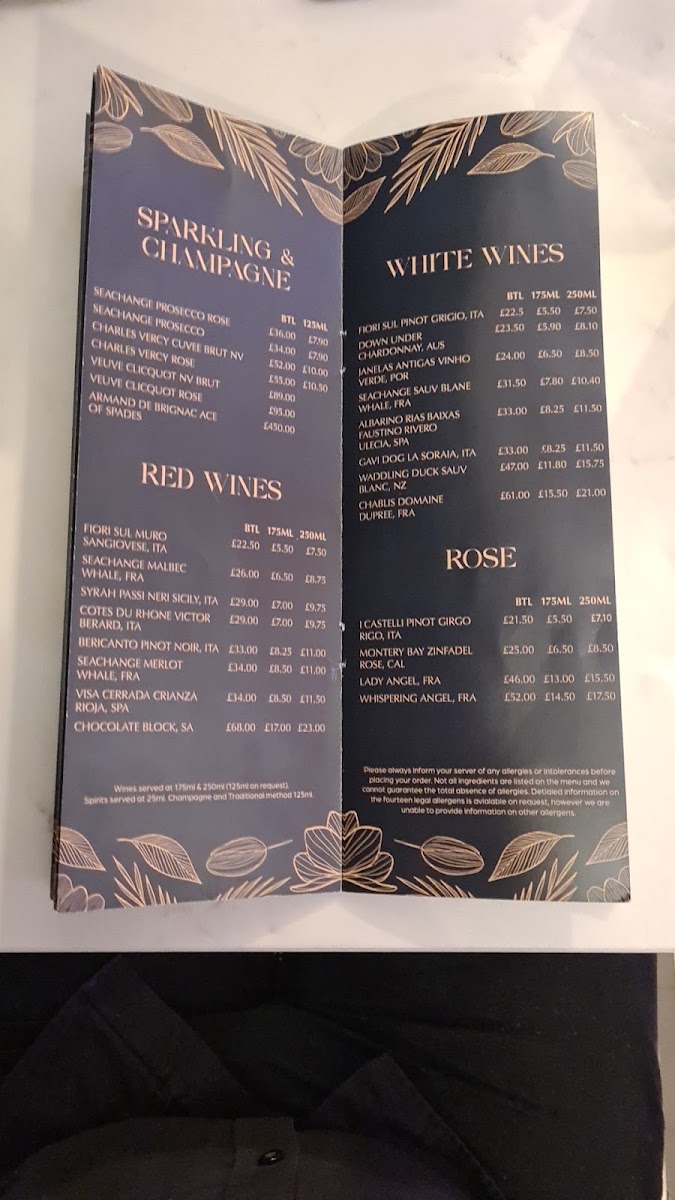 SPARKLING &
CHAMPAGNE
BTL 125ML
SEACHANGE PROSECCO ROSE £36.00 £7.90
SEACHANGE PROSECCO £34.00 £7.90
CHARLES VERCY CUVEE BRUT NV £52.00 £10.00
CHARLES VERCY ROSE £55.00 £10.50
VEUVE CLICQUOT NV BRUT £89.00
VEUVE CLICQUOT ROSE £95.00
ARMAND DE BRIGNAC ACE
OF SPADES £450.00
RED WINES
BTL 175ML 250ML
FIORI SUL MURO
SANGIOVESE, ITA £22.50 £5.50 £7.50
SEACHANGE MALBEC
WHALE, FRA £26.00 £6.50 £8.75
SYRAH PASSI NERI SICILY, ITA £29.00 £7.00 £9.75
COTES DU RHONE VICTOR
BERARD, ITA £29.00 £7.00 £9.75
BERICANTO PINOT NOIR, ITA £33.00 £8.25 £11.00
SEACHANGE MERLOT
WHALE, FRA £34.00 £8.50 £11.00
VISA CERRADA CRIANZA
RIOJA, SPA £34.00 £8.50 £11.50
CHOCOLATE BLOCK, SA £68.00 £17.00 £23.00
Wines served at 175ml & 250ml (125ml on request).
Spirits served at 25ml. Champagne and Traditional method 125ml.
WHITE WINES
BTL 175ML 250ML
FIORI SUL PINOT GRIGIO, ITA £22.5 £5.50 £7.50
DOWN UNDER £23.50 £5.90 £8.10
CHARDONNAY, AUS
JANELAS ANTIGAS VINHO £24.00 £6.50 £8.50
VERDE, POR
SEACHANGE SAUV BLANE £31.50 £7.80 £10.40
WHALE, FRA
ALBARINO RIAS BAIXAS £33.00 £8.25 £11.50
FAUSTINO RIVERO
ULECIA, SPA
GAVI DOG LA SORAIA, ITA £33.00 £8.25 £11.50
WADDLING DUCK SAUV £47.00 £11.80 £15.75
BLANC, NZ
CHABLIS DOMAINE £61.00 £15.50 £21.00
DUPREE, FRA
ROSE
BTL 175ML 250ML
I CASTELLI PINOT GIRGO £21.50 £5.50 £7,10
RIGO, ITA
MONTERY BAY ZINFADEL £25.00 £6.50 £8.50
ROSE, CAL
LADY ANGEL, FRA £46.00 £13.00 £15.50
WHISPERING ANGEL, FRA £52.00 £14.50 £17.50
Please always inform your server of any allergies or intolerances before
placing your order. Not all ingredients are listed on the menu and we
cannot guarantee the total absence of allergies. Detialed information on
the fourteen legal allergens is avialable on request, however we are
unable to provide information on other allergens.